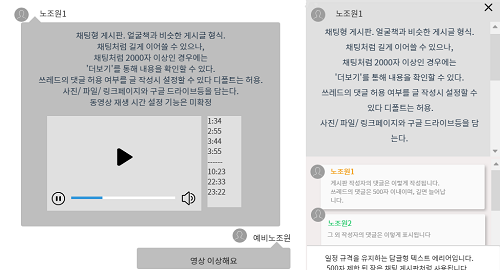 노조원1
채팅형 게시판. 얼굴책과 비슷한 게시글 형식.
채팅처럼 길게 이어쓸 수 있으나,
채팅처럼 2000자 이상인 경우에는
'더보기'를 통해 내용을 확인할 수 있다.
쓰레드의 댓글 허용 여부를 글 작성시 설정할 수 있다 디폴트는 허용.
사진/ 파일/ 링크페이지와 구글 드라이브등을 담는다.
동영상 재생 시간 설정 기능은 미확정
1:34
2:55
3:44
3:55
------
10:23
22:33
23:22
예비노조원
영상 이상해요
노조원1
채팅형 게시판. 얼굴책과 비슷한 게시글 형식.
채팅처럼 길게 이어쓸 수 있으나,
채팅처럼 2000자 이상인 경우에는
'더보기'를 통해 내용을 확인할 수 있다.
쓰레드의 댓글 허용 여부를 글 작성시 설정할 수
있다 디폴트는 허용.
사진/ 파일/ 링크페이지와 구글 드라이브등을 담
는다.
노조원1
게시판 작성자의 댓글은 이렇게 작성됩니다.
쓰레드의 댓글은 500자 이내이며, 길면 늘어납
니다.
노조원2
그 외 작성자의 댓글은 이렇게 표시됩니다
일정 규격을 유지하는 답글형 텍스트 에리어입니다.
500자 제한 뒤 잘은 채팅 게시판처럼 사용됩니다.